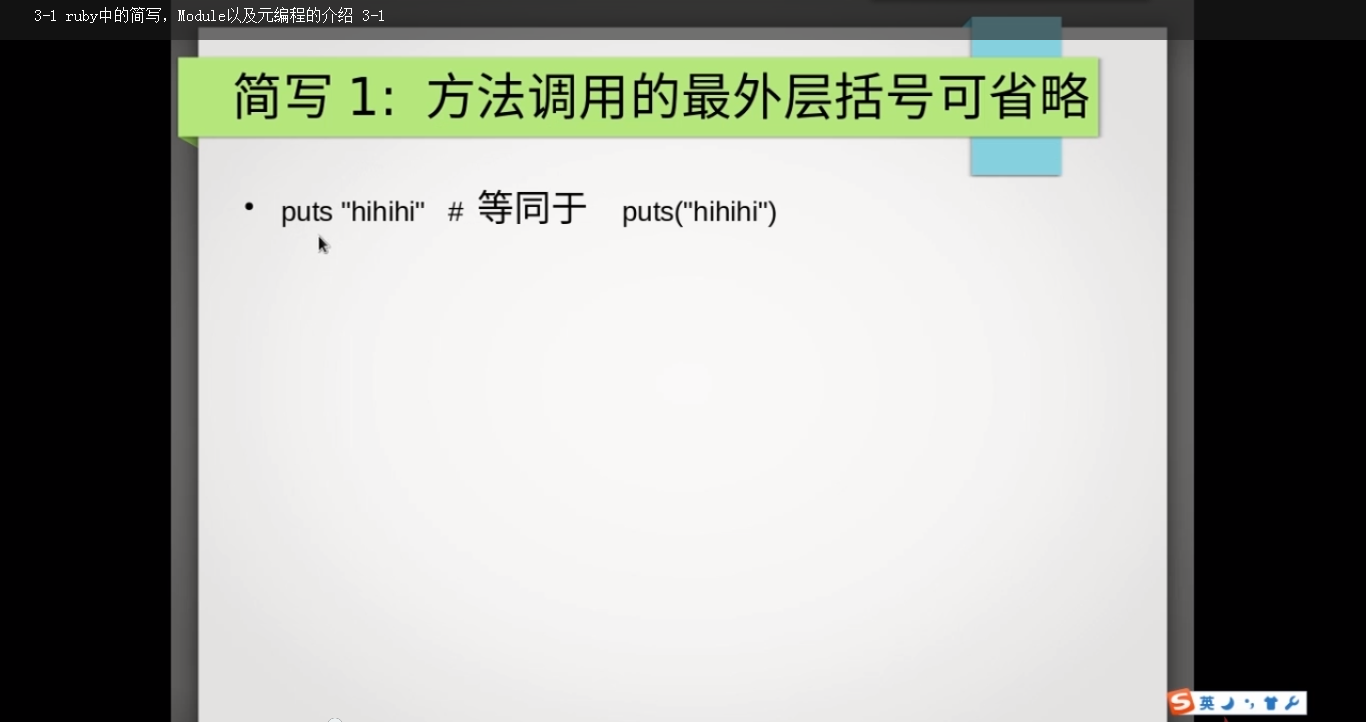 3-1 ruby中的简写，Module以及元编程的介绍 3-1
简写 1: 方法调用的最外层括号可省略
• puts "hihihi" # 等同于 puts("hihihi")
S 英